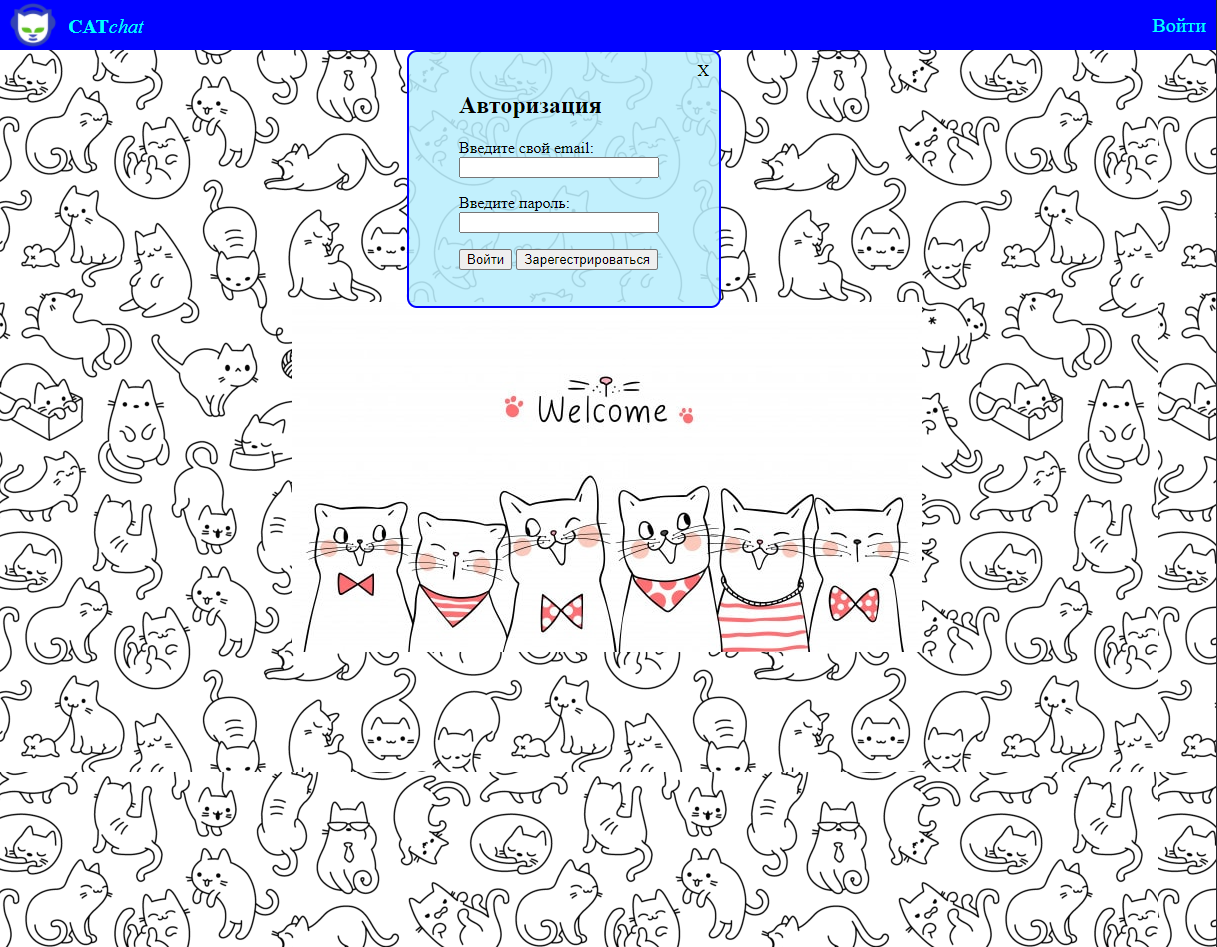 CATchat
Войти
X
Авторизация
Введите свой email:
Введите пароль:
Войти Зарегестрироваться
Welcome